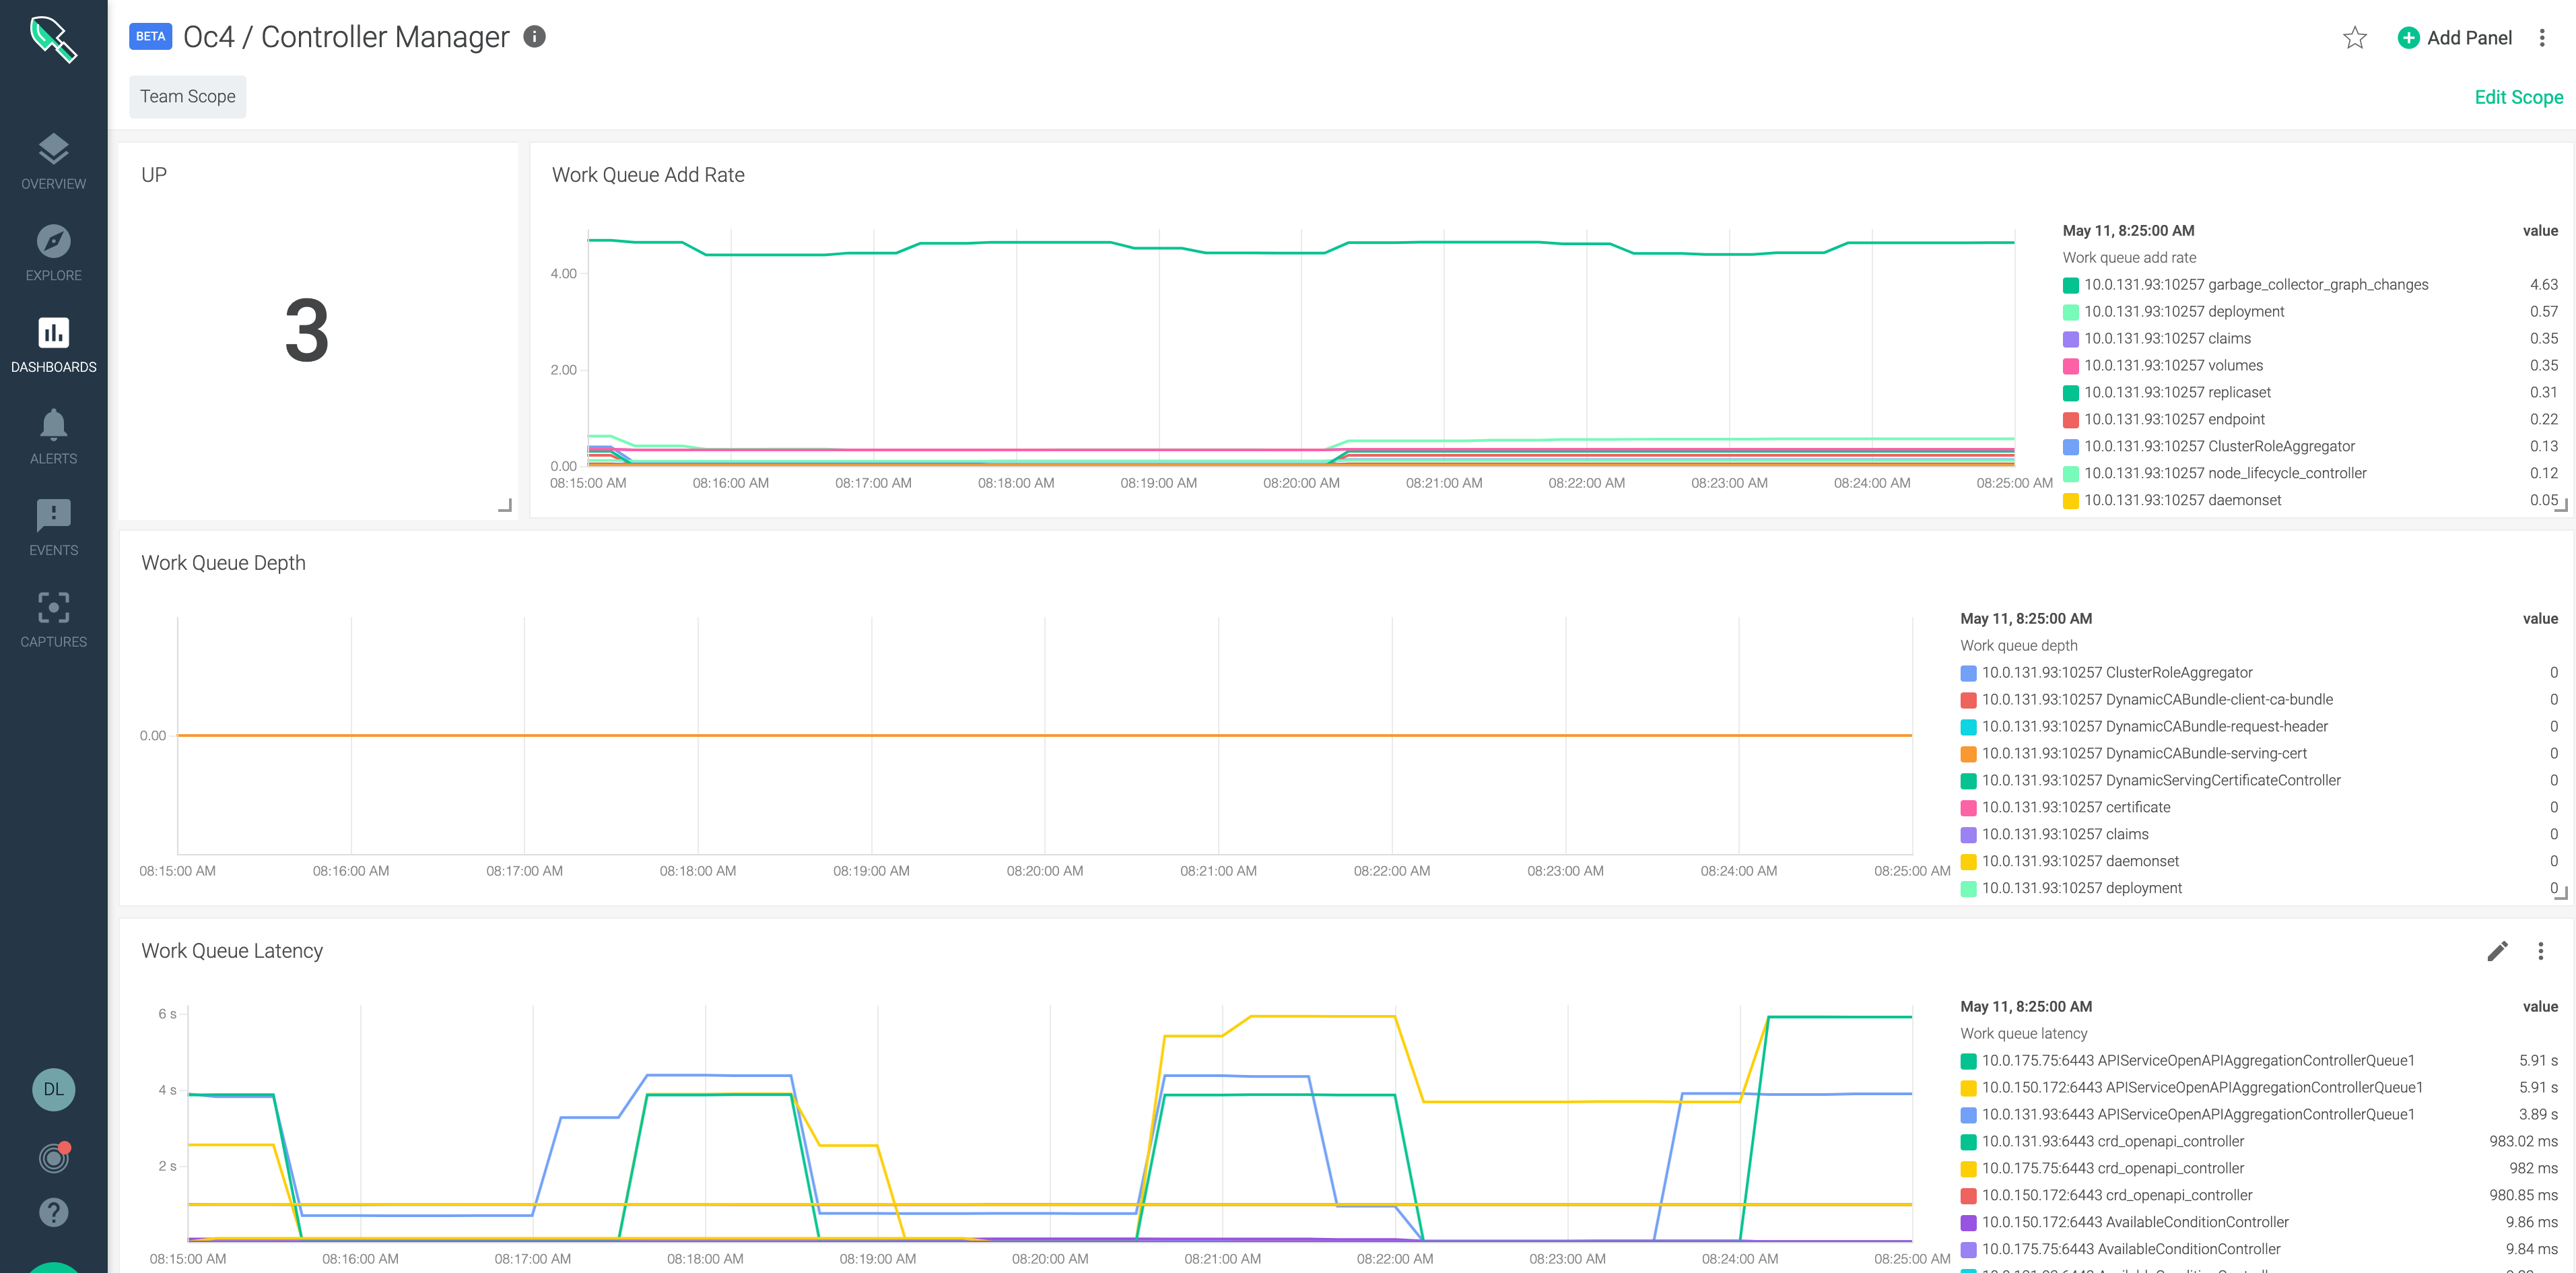 BETA Oc4 / Controller Manager
Add Panel
Team Scope
Edit Scope
OVERVIEW
EXPLORE
DASHBOARDS
ALERTS
EVENTS
CAPTURES
DL
UP
3
Work Queue Add Rate
4.00
2.00
0.00
08:15:00 AM 08:16:00 AM 08:17:00 AM 08:18:00 AM 08:19:00 AM 08:20:00 AM 08:21:00 AM 08:22:00 AM 08:23:00 AM 08:24:00 AM 08:25:00 AM
May 11, 8:25:00 AM value
Work queue add rate
10.0.131.93:10257 garbage_collector_graph_changes 4.63
10.0.131.93:10257 deployment 0.57
10.0.131.93:10257 claims 0.35
10.0.131.93:10257 volumes 0.35
10.0.131.93:10257 replicaset 0.31
10.0.131.93:10257 endpoint 0.22
10.0.131.93:10257 ClusterRoleAggregator 0.13
10.0.131.93:10257 node_lifecycle_controller 0.12
10.0.131.93:10257 daemonset 0.05
Work Queue Depth
0.00
08:15:00 AM 08:16:00 AM 08:17:00 AM 08:18:00 AM 08:19:00 AM 08:20:00 AM 08:21:00 AM 08:22:00 AM 08:23:00 AM 08:24:00 AM 08:25:00 AM
May 11, 8:25:00 AM value
Work queue depth
10.0.131.93:10257 ClusterRoleAggregator 0
10.0.131.93:10257 DynamicCABundle-client-ca-bundle 0
10.0.131.93:10257 DynamicCABundle-request-header 0
10.0.131.93:10257 DynamicCABundle-serving-cert 0
10.0.131.93:10257 DynamicServingCertificateController 0
10.0.131.93:10257 certificate 0
10.0.131.93:10257 claims 0
10.0.131.93:10257 daemonset 0
10.0.131.93:10257 deployment 0
Work Queue Latency
6 s
4 s
2 s
08:15:00 AM 08:16:00 AM 08:17:00 AM 08:18:00 AM 08:19:00 AM 08:20:00 AM 08:21:00 AM 08:22:00 AM 08:23:00 AM 08:24:00 AM 08:25:00 AM
May 11, 8:25:00 AM value
Work queue latency
10.0.175.75:6443 APIServiceOpenAPIAggregationControllerQueue1 5.91 s
10.0.150.172:6443 APIServiceOpenAPIAggregationControllerQueue1 5.91 s
10.0.131.93:6443 APIServiceOpenAPIAggregationControllerQueue1 3.89 s
10.0.131.93:6443 crd_openapi_controller 983.02 ms
10.0.175.75:6443 crd_openapi_controller 982 ms
10.0.150.172:6443 crd_openapi_controller 980.85 ms
10.0.150.172:6443 AvailableConditionController 9.86 ms
10.0.175.75:6443 AvailableConditionController 9.84 ms